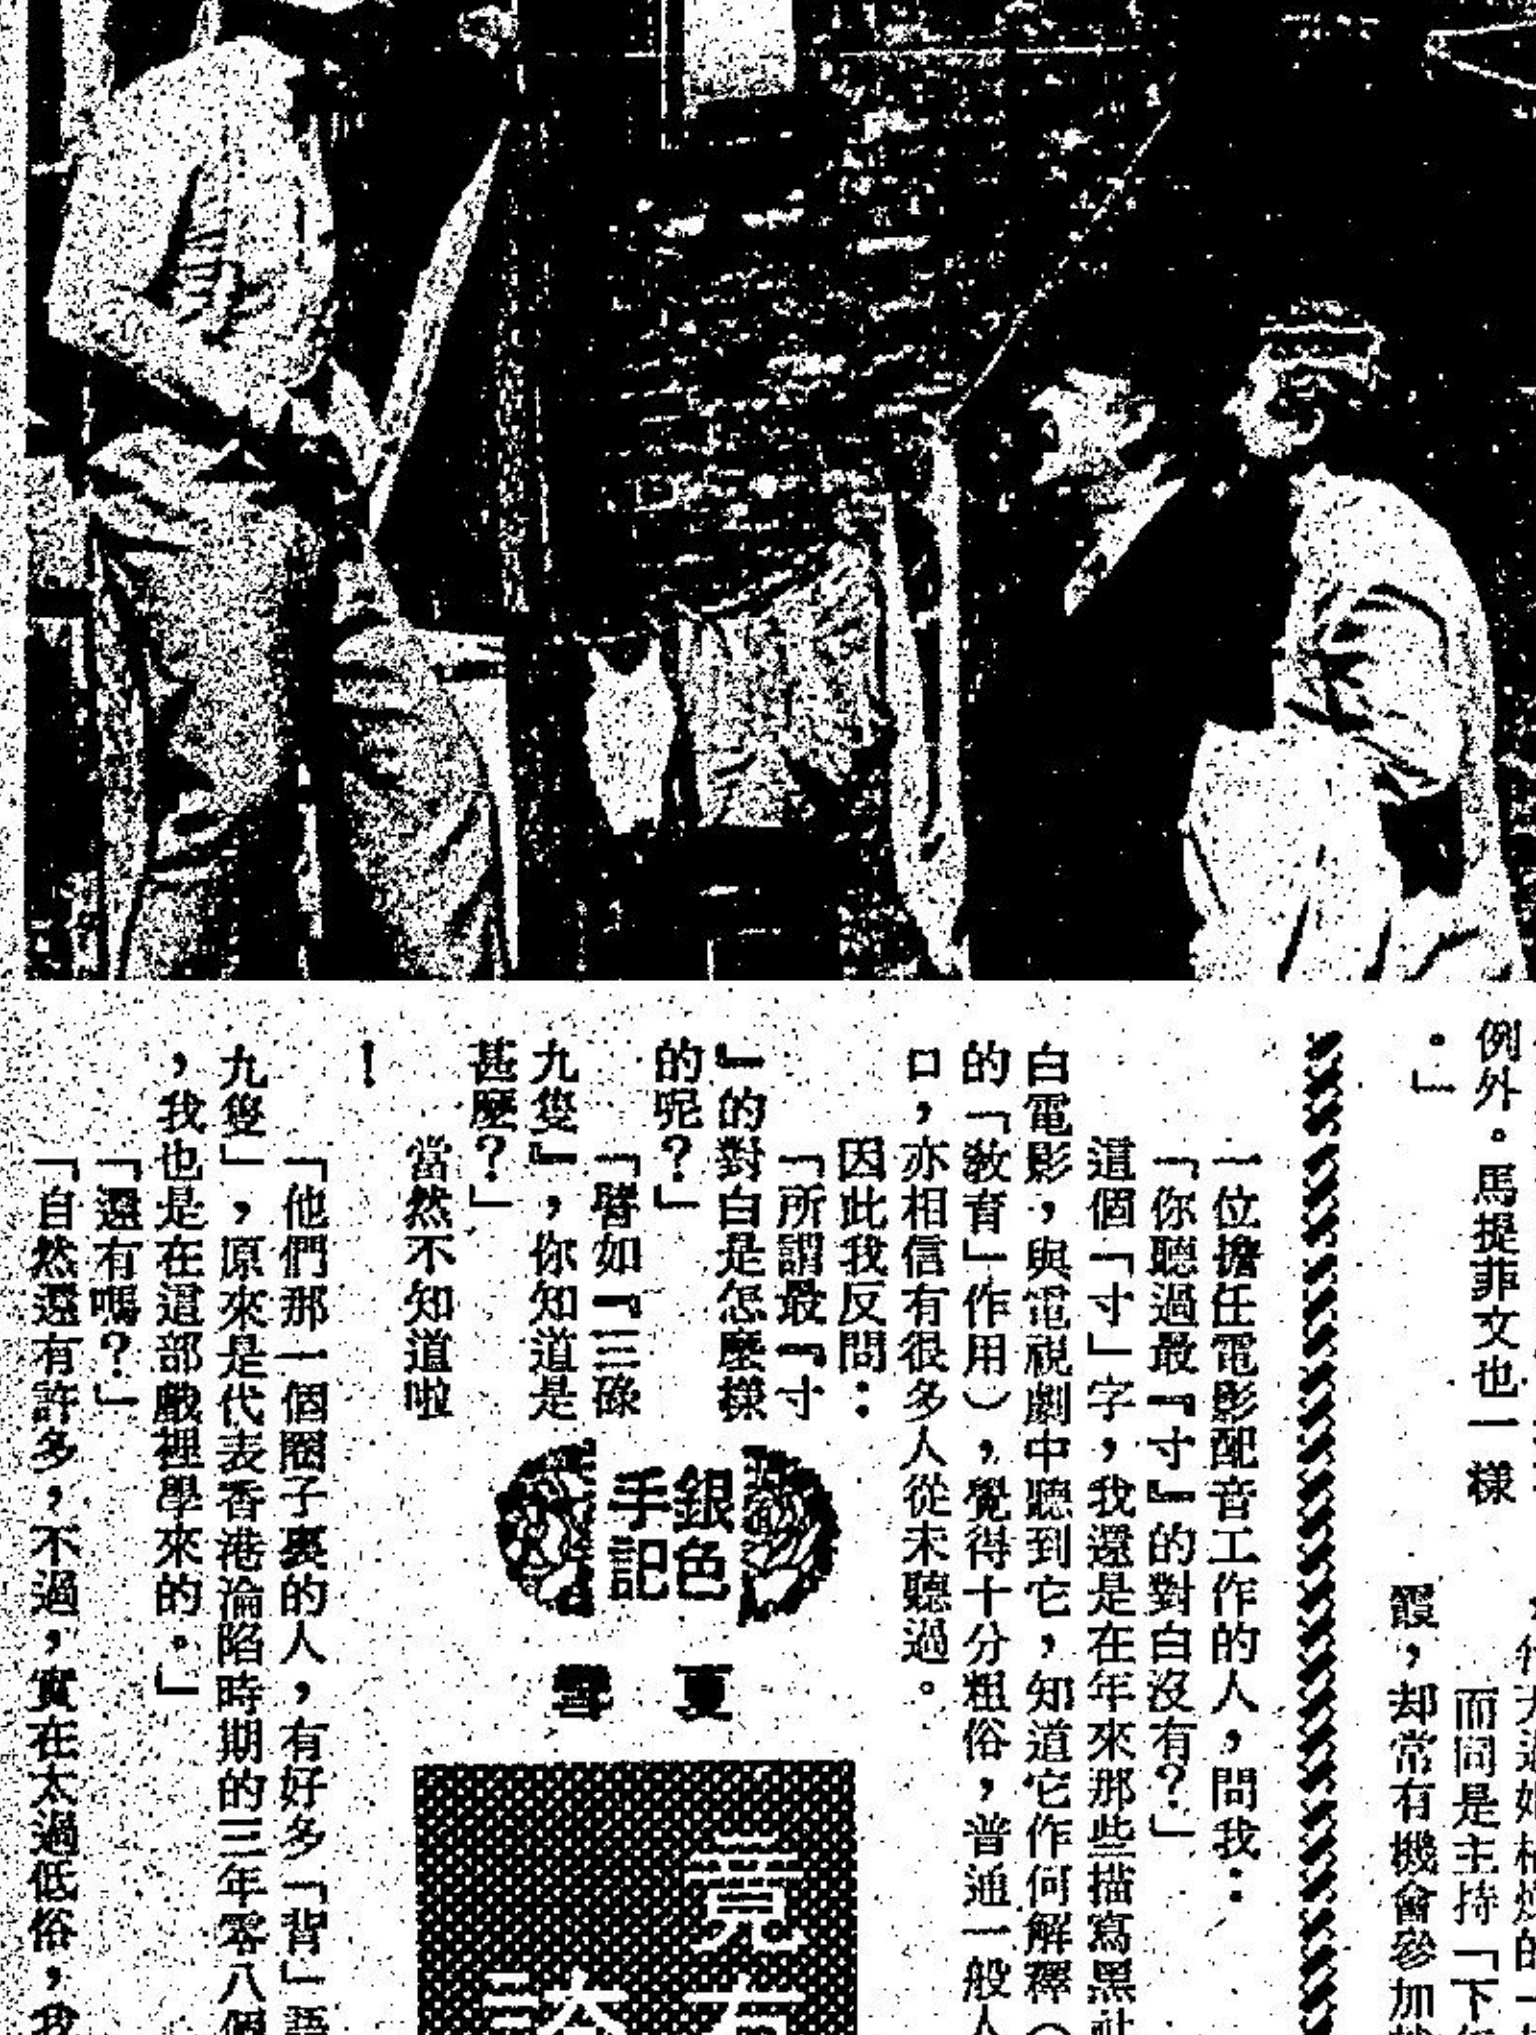 例外。馬提菲文也一樣
。」
而同是主持「下
霞，却常有機會參加
一位擔任電影配音工作的人，問我：
「你聽過最『寸』的對白沒有？」
這個「寸」字，我還是在年來那些描寫黑社
白電影，與電視劇中聽到它，知道它作何解釋（
的「敎育」作用），覺得十分粗俗，普通一般人
口，亦相信有很多人從未聽過。
因此我反問：
「所謂最『寸
』的對白是怎麼樣
的呢？」
「譬如『三碌
九隻』，你知道是
甚麼？」
當然不知道啦
！
銀色
手記
夏
雪
「他們那一個圈子裏的人，有好多「背」語
九隻」，原來是代表香港淪陷時期的三年零八個
，我也是在這部戲裡學來的。」
「還有嗎？」
「自然還有許多，不過，實在太過低俗，我